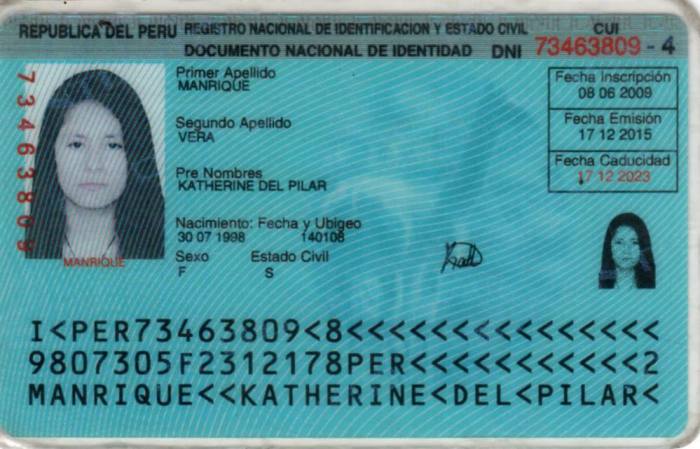 REPUBLICA DEL PERU REGISTRO NACIONAL DE IDENTIFICACION Y ESTADO CIVIL CUI
DOCUMENTO NACIONAL DE IDENTIDAD DNI 73463809 - 4
73463809
Primer Apellido
MANRIQUE
Segundo Apellido
VERA
Pre Nombres
KATHERINE DEL PILAR
Nacimiento: Fecha y Ubigeo
30 07 1998 140108
Sexo Estado Civil
F S
Fecha Inscripción
08 06 2009
Fecha Emisión
17 12 2015
Fecha Caducidad
17 12 2023
MANRIQUE
I<PER73463809<8<<<<<<<<<<<<<<<
9807305F2312178PER<<<<<<<<<<<2
MANRIQUE<<KATHERINE<DEL<PILAR<